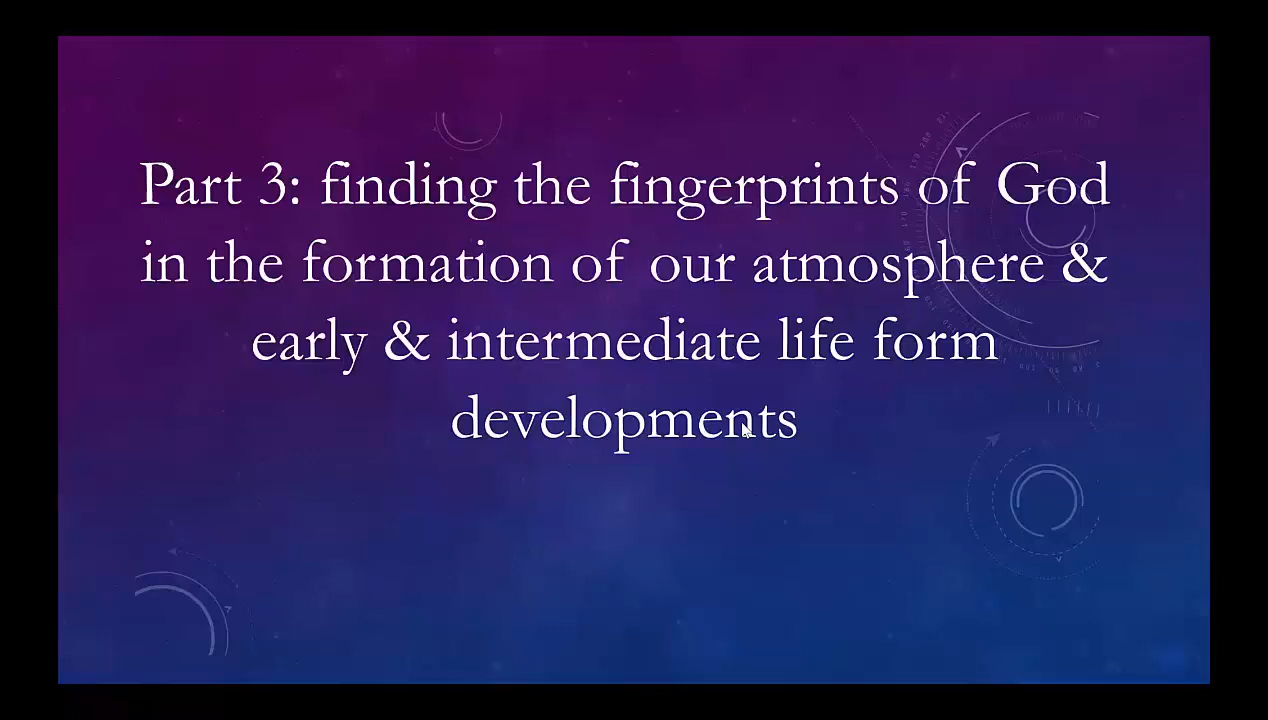 Part 3: finding the fingerprints of God
in the formation of our atmosphere &
early & intermediate life form
developments